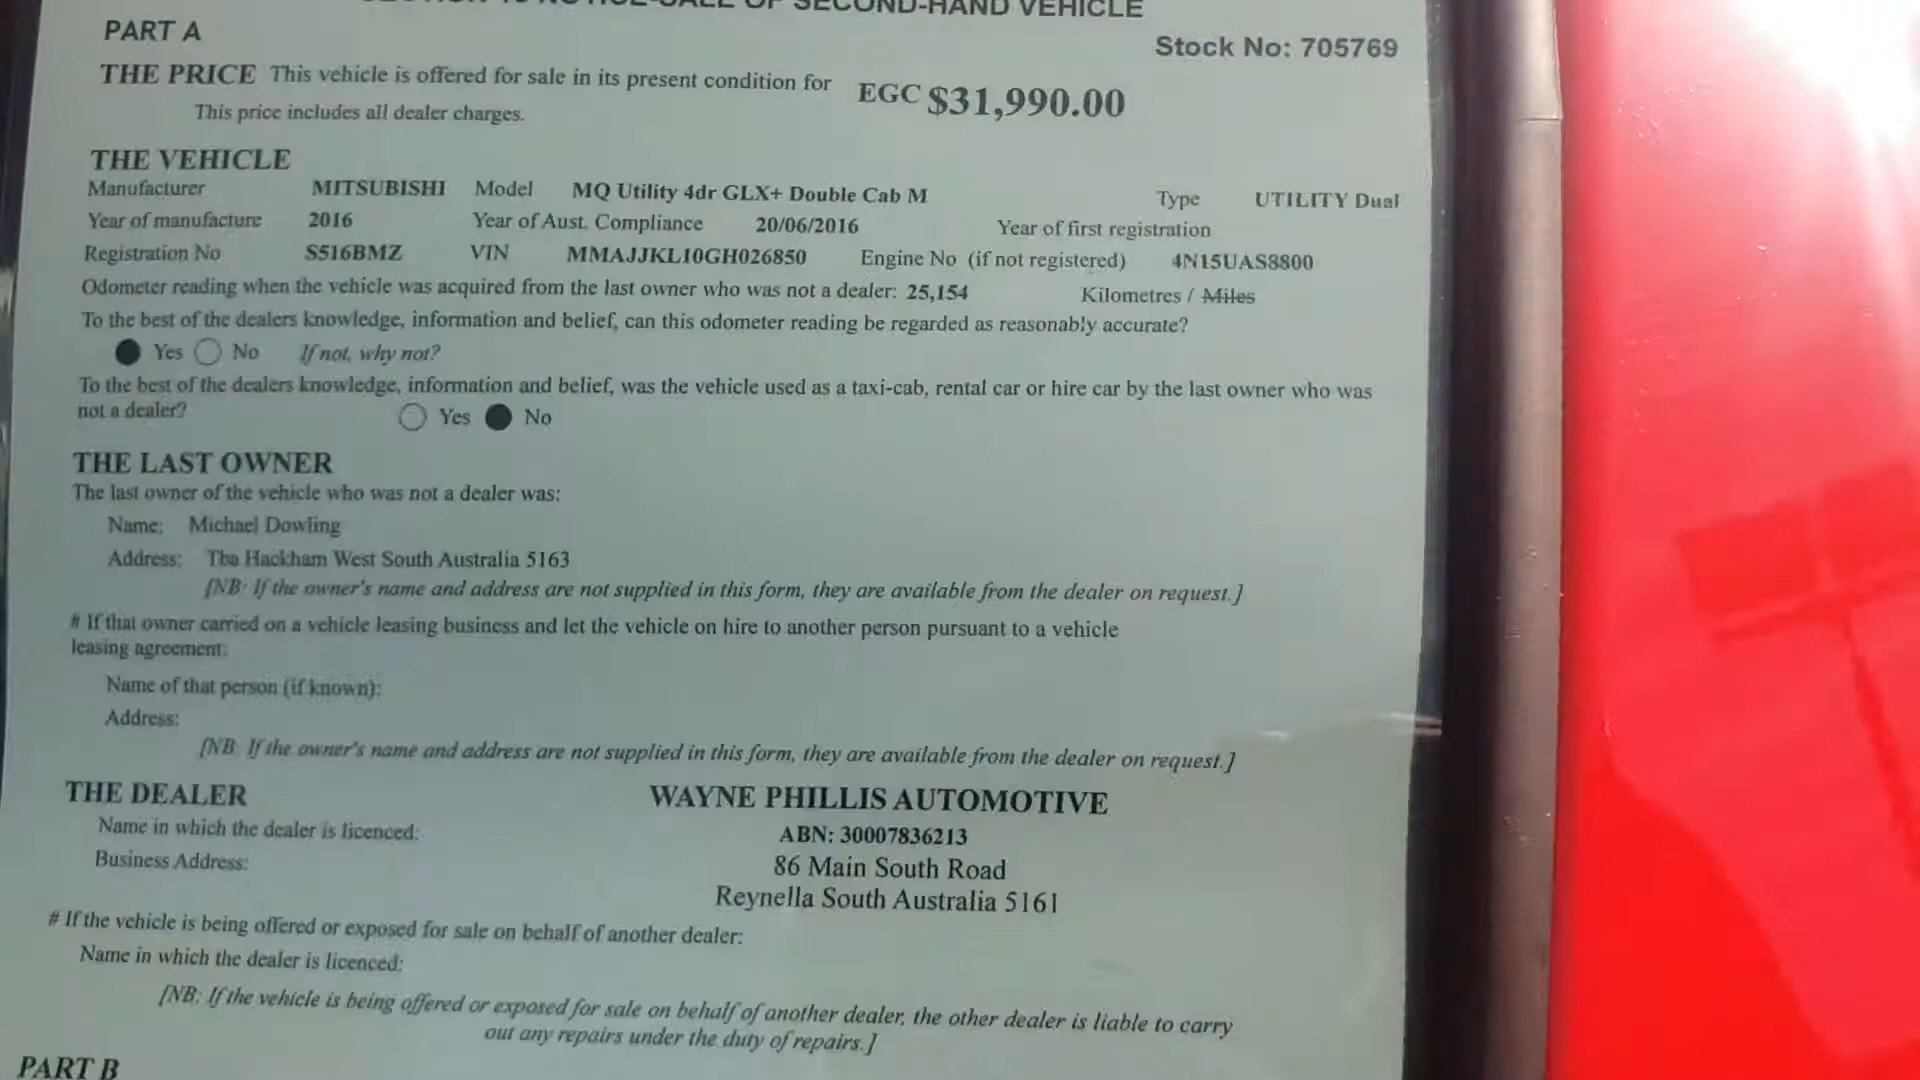 SECTION 16 NOTICE-SALE OF SECOND-HAND VEHICLE
PART A
Stock No: 705769
THE PRICE This vehicle is offered for sale in its present condition for EGC $31,990.00
This price includes all dealer charges.
THE VEHICLE
Manufacturer MITSUBISHI Model MQ Utility 4dr GLX+ Double Cab M Type UTILITY Dual
Year of manufacture 2016 Year of Aust. Compliance 20/06/2016 Year of first registration
Registration No S516BMZ VIN MMAJJKL10GH026850 Engine No (if not registered) 4N15UAS8800
Odometer reading when the vehicle was acquired from the last owner who was not a dealer: 25,154 Kilometres / Miles
To the best of the dealers knowledge, information and belief, can this odometer reading be regarded as reasonably accurate?
Yes No If not, why not?
To the best of the dealers knowledge, information and belief, was the vehicle used as a taxi-cab, rental car or hire car by the last owner who was
not a dealer? Yes No
THE LAST OWNER
The last owner of the vehicle who was not a dealer was:
Name: Michael Dowling
Address: Tba Hackham West South Australia 5163
[NB: If the owner's name and address are not supplied in this form, they are available from the dealer on request.]
# If that owner carried on a vehicle leasing business and let the vehicle on hire to another person pursuant to a vehicle
leasing agreement:
Name of that person (if known):
Address:
[NB: If the owner's name and address are not supplied in this form, they are available from the dealer on request.]
THE DEALER WAYNE PHILLIS AUTOMOTIVE
Name in which the dealer is licenced: ABN: 30007836213
Business Address: 86 Main South Road
Reynella South Australia 5161
# If the vehicle is being offered or exposed for sale on behalf of another dealer:
Name in which the dealer is licenced:
[NB: If the vehicle is being offered or exposed for sale on behalf of another dealer, the other dealer is liable to carry
out any repairs under the duty of repairs.]
PART B